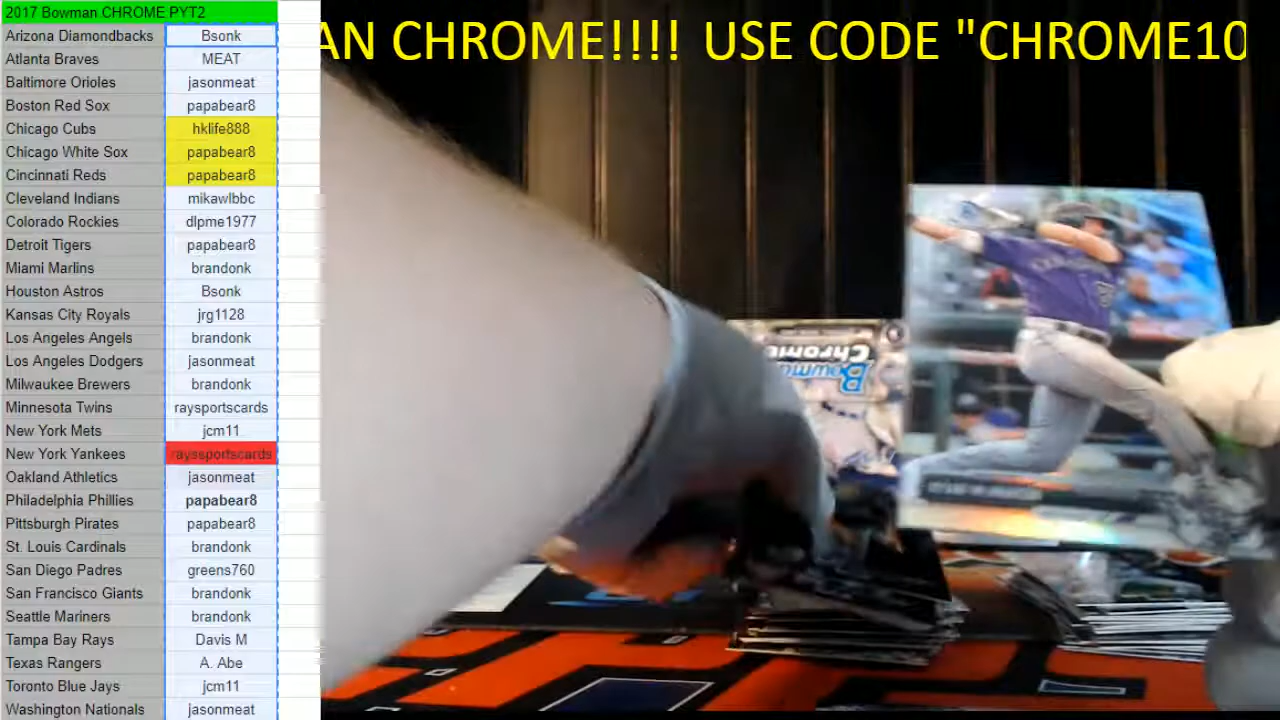 2017 Bowman CHROME PYT2
Arizona Diamondbacks Bsonk
Atlanta Braves MEAT
Baltimore Orioles jasonmeat
Boston Red Sox papabear8
Chicago Cubs hklife888
Chicago White Sox papabear8
Cincinnati Reds papabear8
Cleveland Indians mikawlbbc
Colorado Rockies dlpme1977
Detroit Tigers papabear8
Miami Marlins brandonk
Houston Astros Bsonk
Kansas City Royals jrg1128
Los Angeles Angels brandonk
Los Angeles Dodgers jasonmeat
Milwaukee Brewers brandonk
Minnesota Twins raysportscards
New York Mets jcm11
New York Yankees rayssportscards
Oakland Athletics jasonmeat
Philadelphia Phillies papabear8
Pittsburgh Pirates papabear8
St. Louis Cardinals brandonk
San Diego Padres greens760
San Francisco Giants brandonk
Seattle Mariners brandonk
Tampa Bay Rays Davis M
Texas Rangers A. Abe
Toronto Blue Jays jcm11
Washington Nationals jasonmeat
AN CHROME!!!! USE CODE "CHROME10
Bowman
Chrome